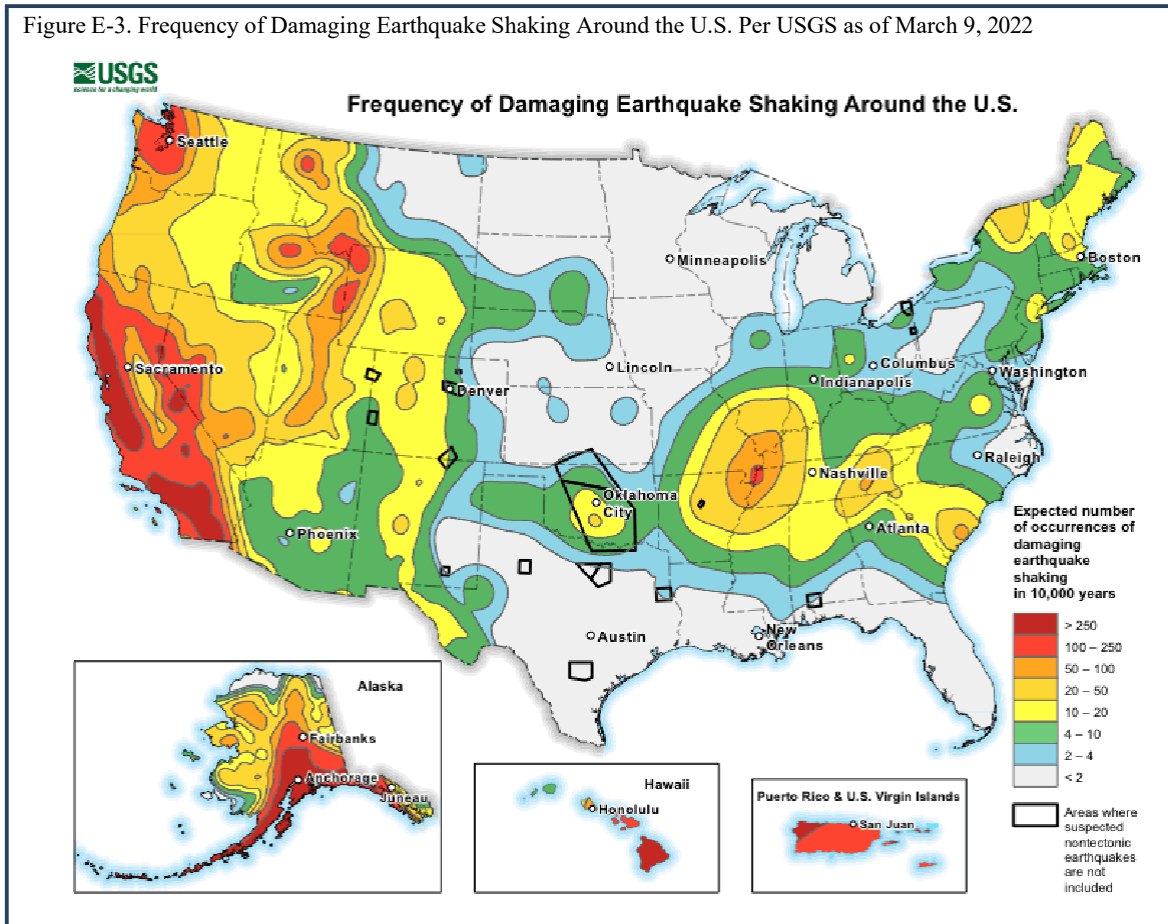 Figure E-3. Frequency of Damaging Earthquake Shaking Around the U.S. Per USGS as of March 9, 2022
USGS
science for a changing world
Frequency of Damaging Earthquake Shaking Around the U.S.
Seattle
Minneapolis
Boston
Sacramento
Lincoln
Columbus
Washington
Indianapolis
Denver
Raleigh
Nashville
Oklahoma
City
Phoenix
Atlanta
Austin
New
Orleans
Expected number
of occurrences of
damaging
earthquake
shaking
in 10,000 years
> 250
100 – 250
50 – 100
20 – 50
10 – 20
4 – 10
2 – 4
< 2
Areas where
suspected
nontectonic
earthquakes
are not
included
Alaska
Fairbanks
Anchorage
Juneau
Hawaii
Honolulu
Puerto Rico & U.S. Virgin Islands
San Juan